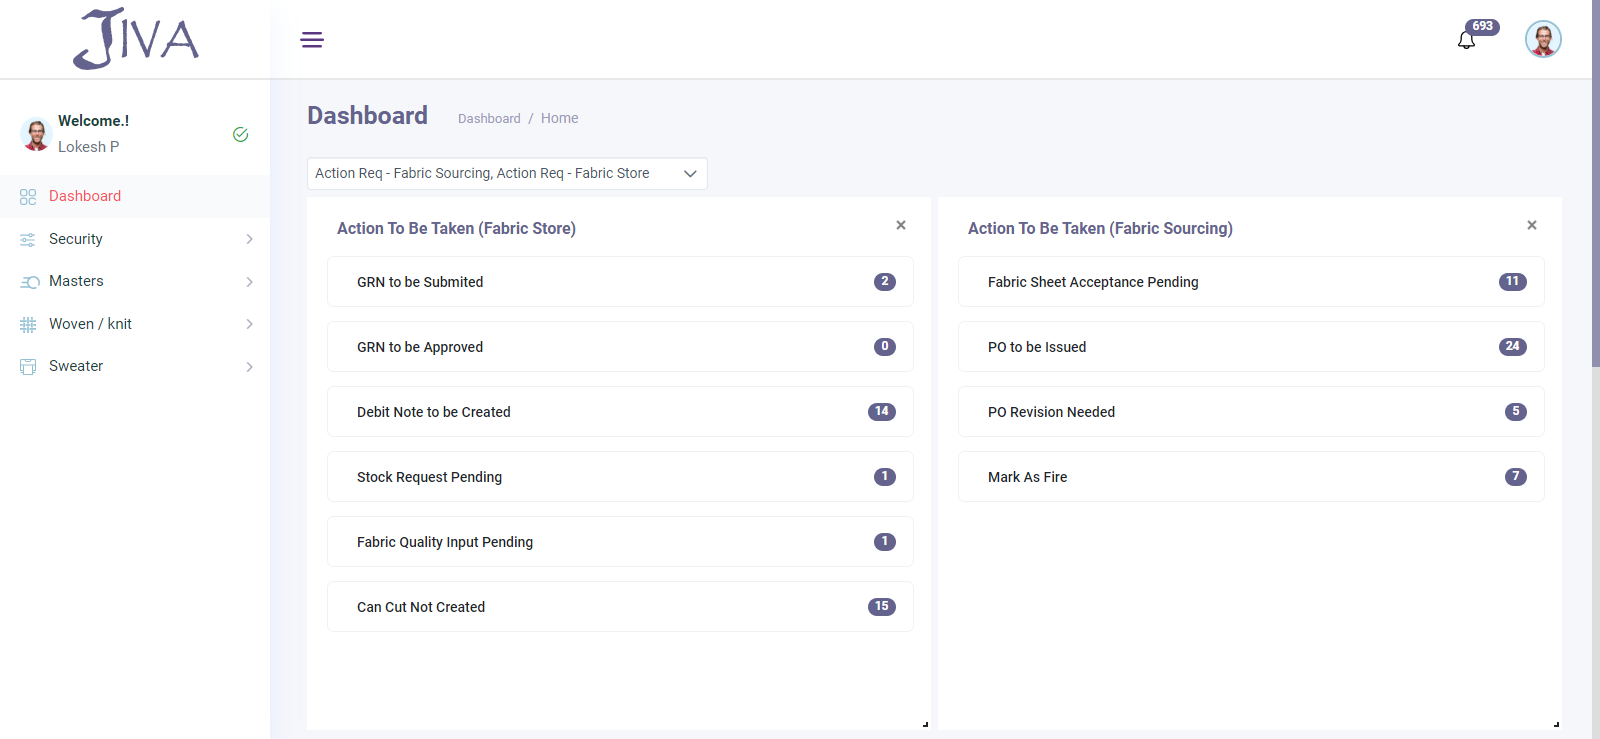 JIVA
693
Welcome.!
Lokesh P
Dashboard
Security
Masters
Woven / knit
Sweater
Dashboard
Dashboard / Home
Action Req - Fabric Sourcing, Action Req - Fabric Store
Action To Be Taken (Fabric Store)
GRN to be Submited 2
GRN to be Approved 0
Debit Note to be Created 14
Stock Request Pending 1
Fabric Quality Input Pending 1
Can Cut Not Created 15
Action To Be Taken (Fabric Sourcing)
Fabric Sheet Acceptance Pending 11
PO to be Issued 24
PO Revision Needed 5
Mark As Fire 7